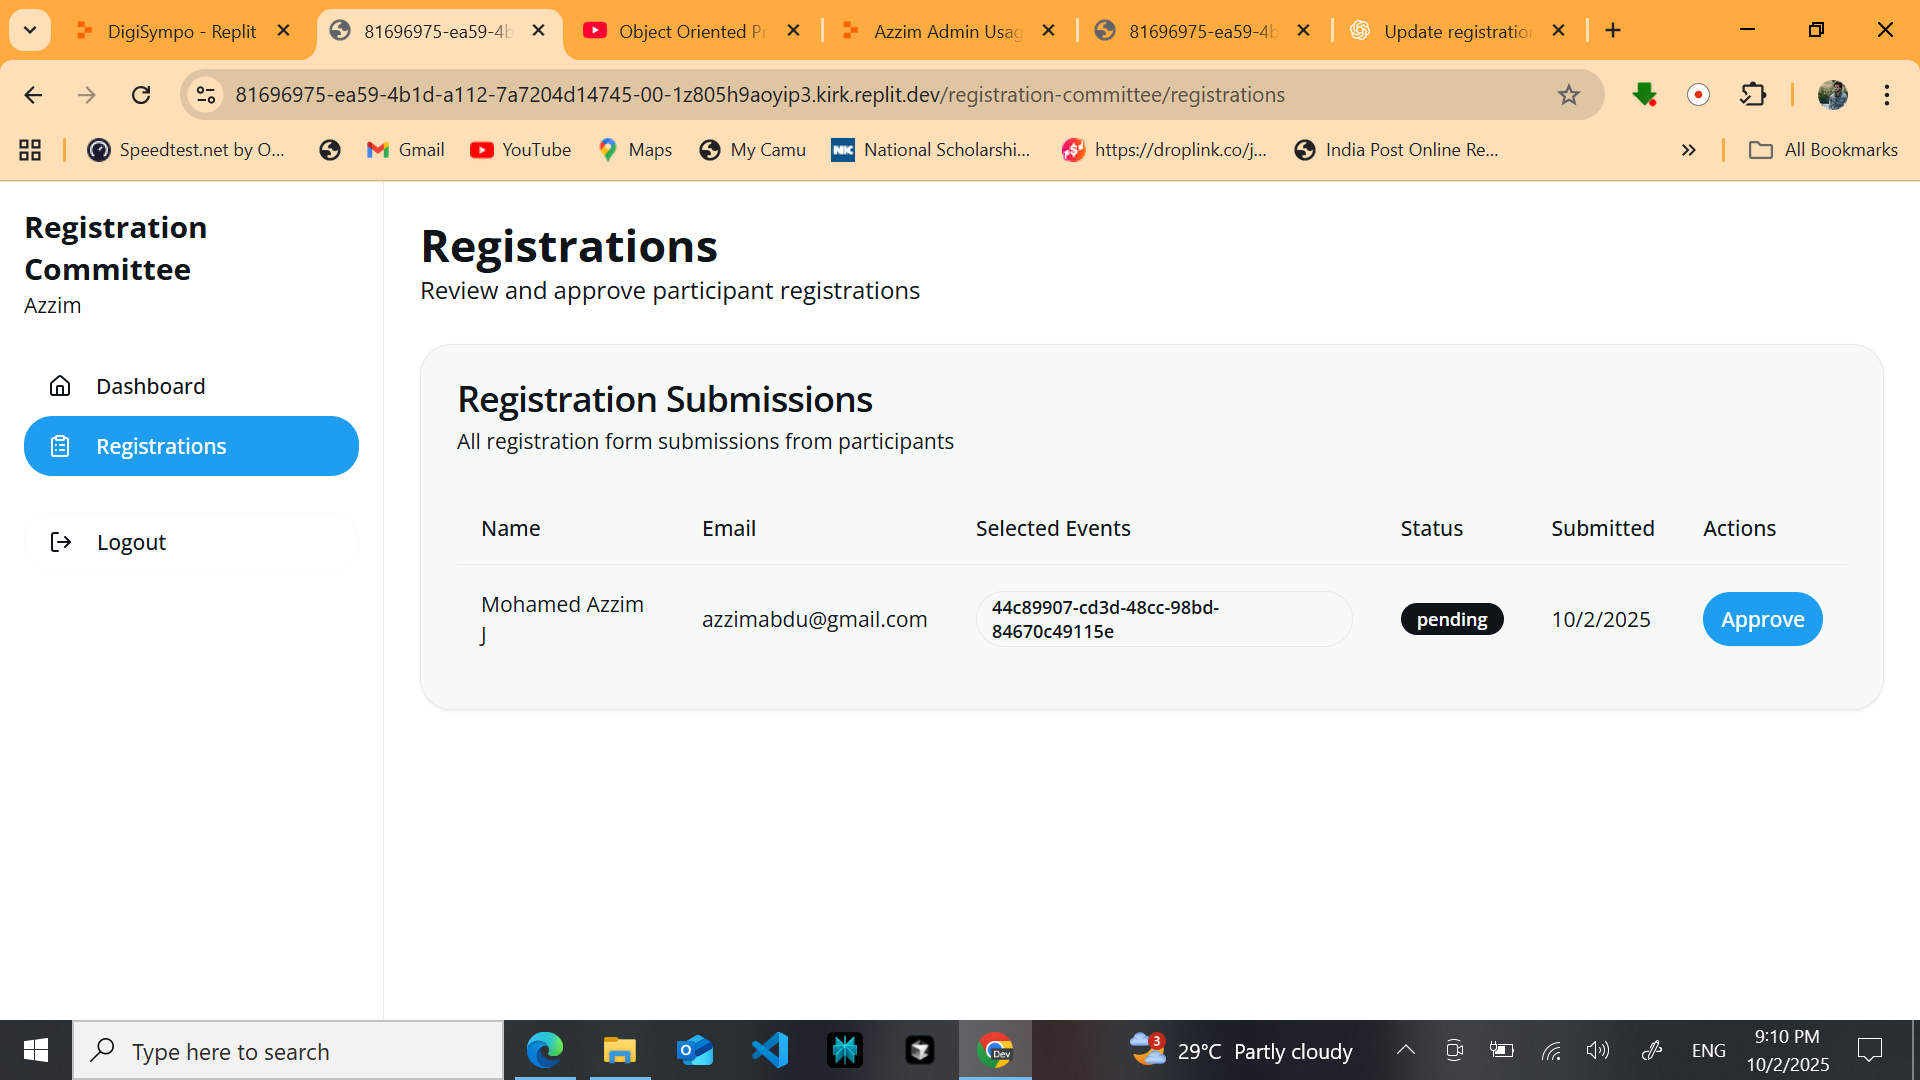 DigiSympo - Replit
81696975-ea59-4b
Object Oriented Pr
Azzim Admin Usag
81696975-ea59-4b
Update registration
81696975-ea59-4b1d-a112-7a7204d14745-00-1z805h9aoyip3.kirk.replit.dev/registration-committee/registrations
Speedtest.net by O...
Gmail
YouTube
Maps
My Camu
NK
National Scholarshi...
https://droplink.co/j...
India Post Online Re...
»
All Bookmarks
Registration
Committee
Azzim
Dashboard
Registrations
Logout
Registrations
Review and approve participant registrations
Registration Submissions
All registration form submissions from participants
Name Email Selected Events Status Submitted Actions
Mohamed Azzim
J
azzimabdu@gmail.com
44c89907-cd3d-48cc-98bd-
84670c49115e
pending
10/2/2025
Approve
Type here to search
Dev
3
29°C Partly cloudy
ENG
9:10 PM
10/2/2025